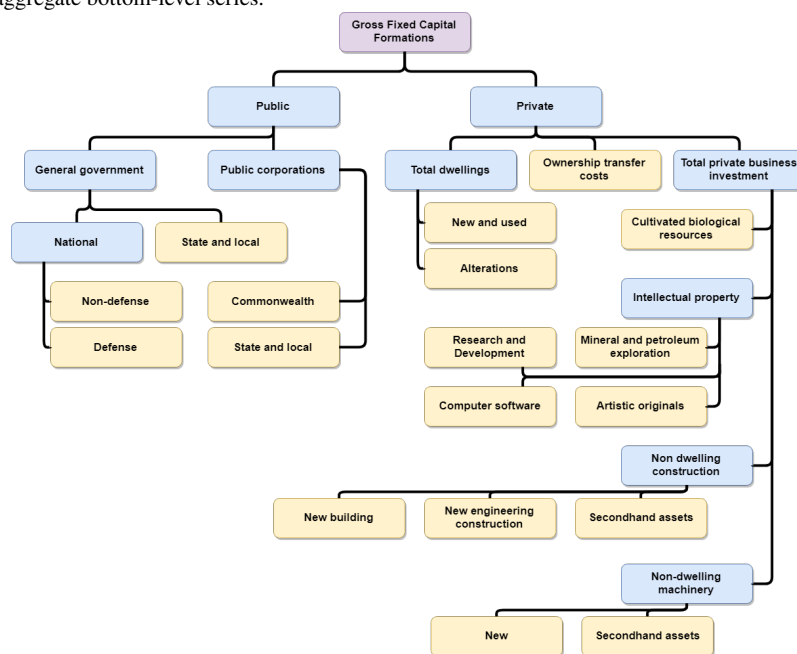 aggregate bottom-level series.
Gross Fixed Capital
Formations
Public
Private
General government
Public corporations
Total dwellings
Ownership transfer
costs
Total private business
investment
New and used
Cultivated biological
resources
National
State and local
Alterations
Non-defense
Commonwealth
Intellectual property
Defense
State and local
Research and
Development
Mineral and petroleum
exploration
Computer software
Artistic originals
Non dwelling
construction
New building
New engineering
construction
Secondhand assets
Non-dwelling
machinery
New
Secondhand assets